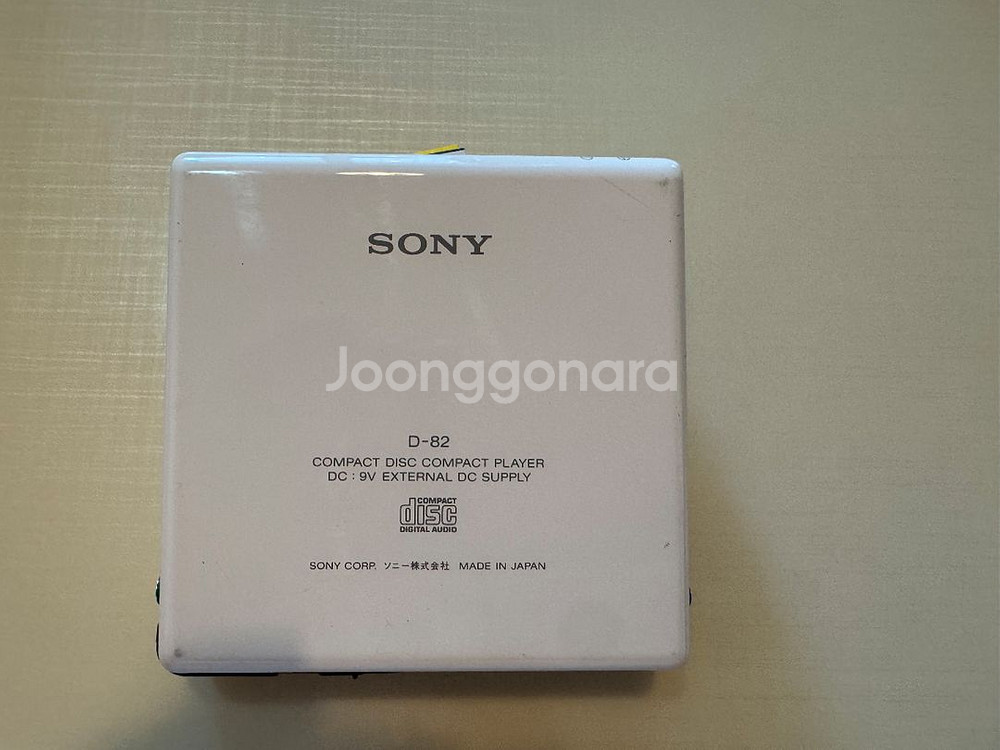 SONY
Joonggonara
D-82
COMPACT DISC COMPACT PLAYER
DC : 9V EXTERNAL DC SUPPLY
COMPACT
disc
DIGITAL AUDIO
SONY CORP. ソニー株式会社 MADE IN JAPAN